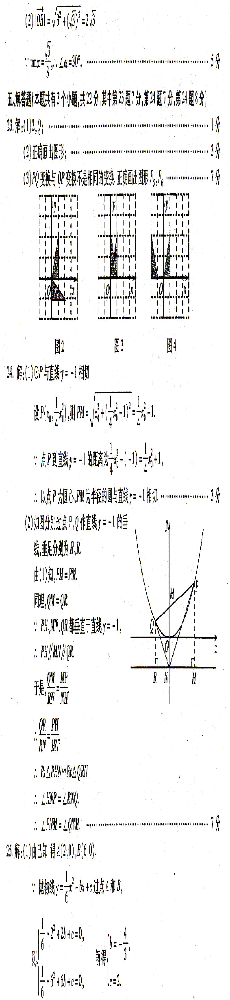 (2)|OB|=√(3²+(√3)²)=2√3.
∵ tanα=√3/3,∴∠α=30°. ………………………………… 5分
五、解答题(本题共有3个小题,共22分,其中第23题7分,第24题7分,第24题8分)
23.解:(1)2,Q; ………………………………… 1分
(2)正确画出图形; ………………………………… 3分
(3)PQ变换与QP变换不是相同的变换.正确画出图形F₅,F₆ ………………… 7分
y y y
O x O x O x
图2 图3 图4
24. 解:(1)⊙P与直线y=-1相切.
设P(x₀,1/4x₀²),则PM=√(x₀²+(1/4x₀²-1)²)=1/4x₀²+1.
∵ 点P到直线y=-1的距离为1/4x₀²-(-1)=1/4x₀²+1,
∴ 以点P为圆心、PM为半径的圆与直线y=-1相切. ………………… 3分
(2)如图分别过点P、Q作直线y=-1的垂
线,垂足分别为H、R.
由(1)知,PH=PM.
同理,QM=QR.
∵ PH、MN、QR都垂直于直线y=-1,
∴ PH∥MN∥QR.
于是,QM/RN=MP/NH.
∴QR/RN=PH/HN,
∴ Rt△PHN∽Rt△QRN.
∴ ∠HNP=∠RNQ.
∴ ∠PNM=∠QNM. ………………………………… 7分
y
M P
Q
O x
R N H
25.解:(1)由已知,得A(2,0),B(6,0).
∵ 抛物线y=1/6x²+bx+c过点A和B,
则{1/6·2²+2b+c=0, 1/6·6²+6b+c=0, 解得{b=-4/3, c=2.